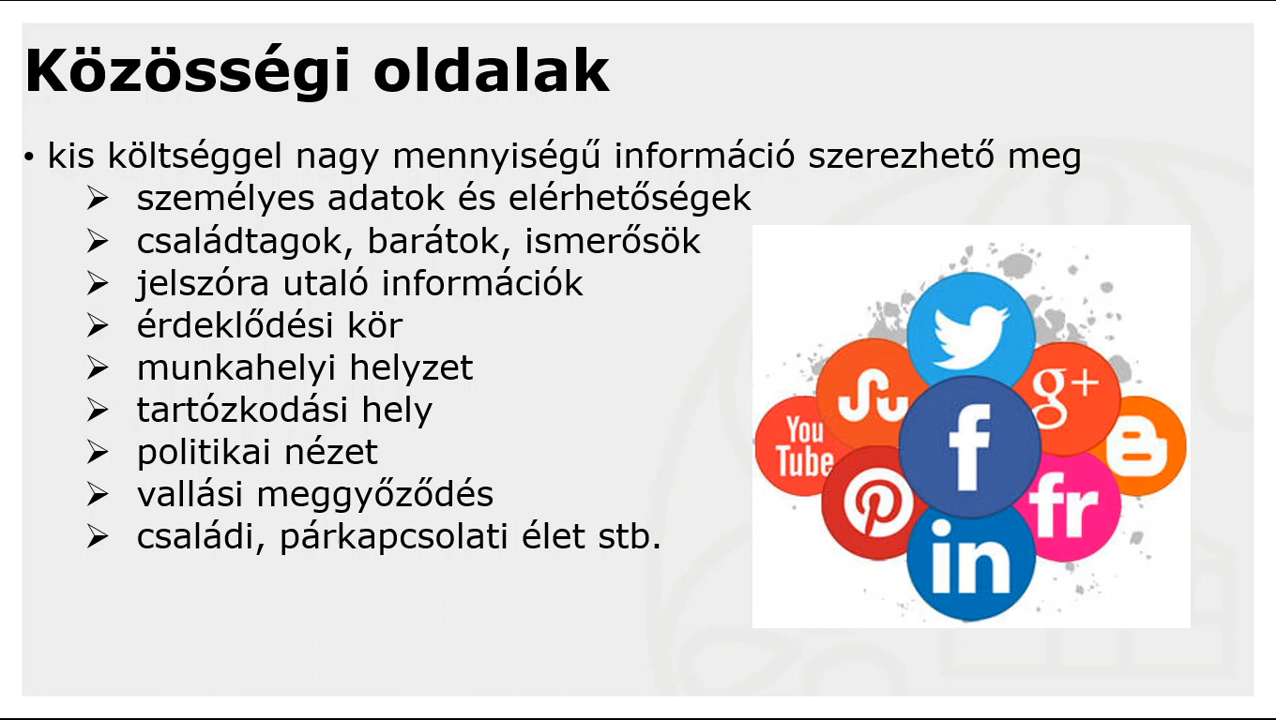 Közösségi oldalak
• kis költséggel nagy mennyiségű információ szerezhető meg
➢ személyes adatok és elérhetőségek
➢ családtagok, barátok, ismerősök
➢ jelszóra utaló információk
➢ érdeklődési kör
➢ munkahelyi helyzet
➢ tartózkodási hely
➢ politikai nézet
➢ vallási meggyőződés
➢ családi, párkapcsolati élet stb.
g+
You
Tube
f
fr
in